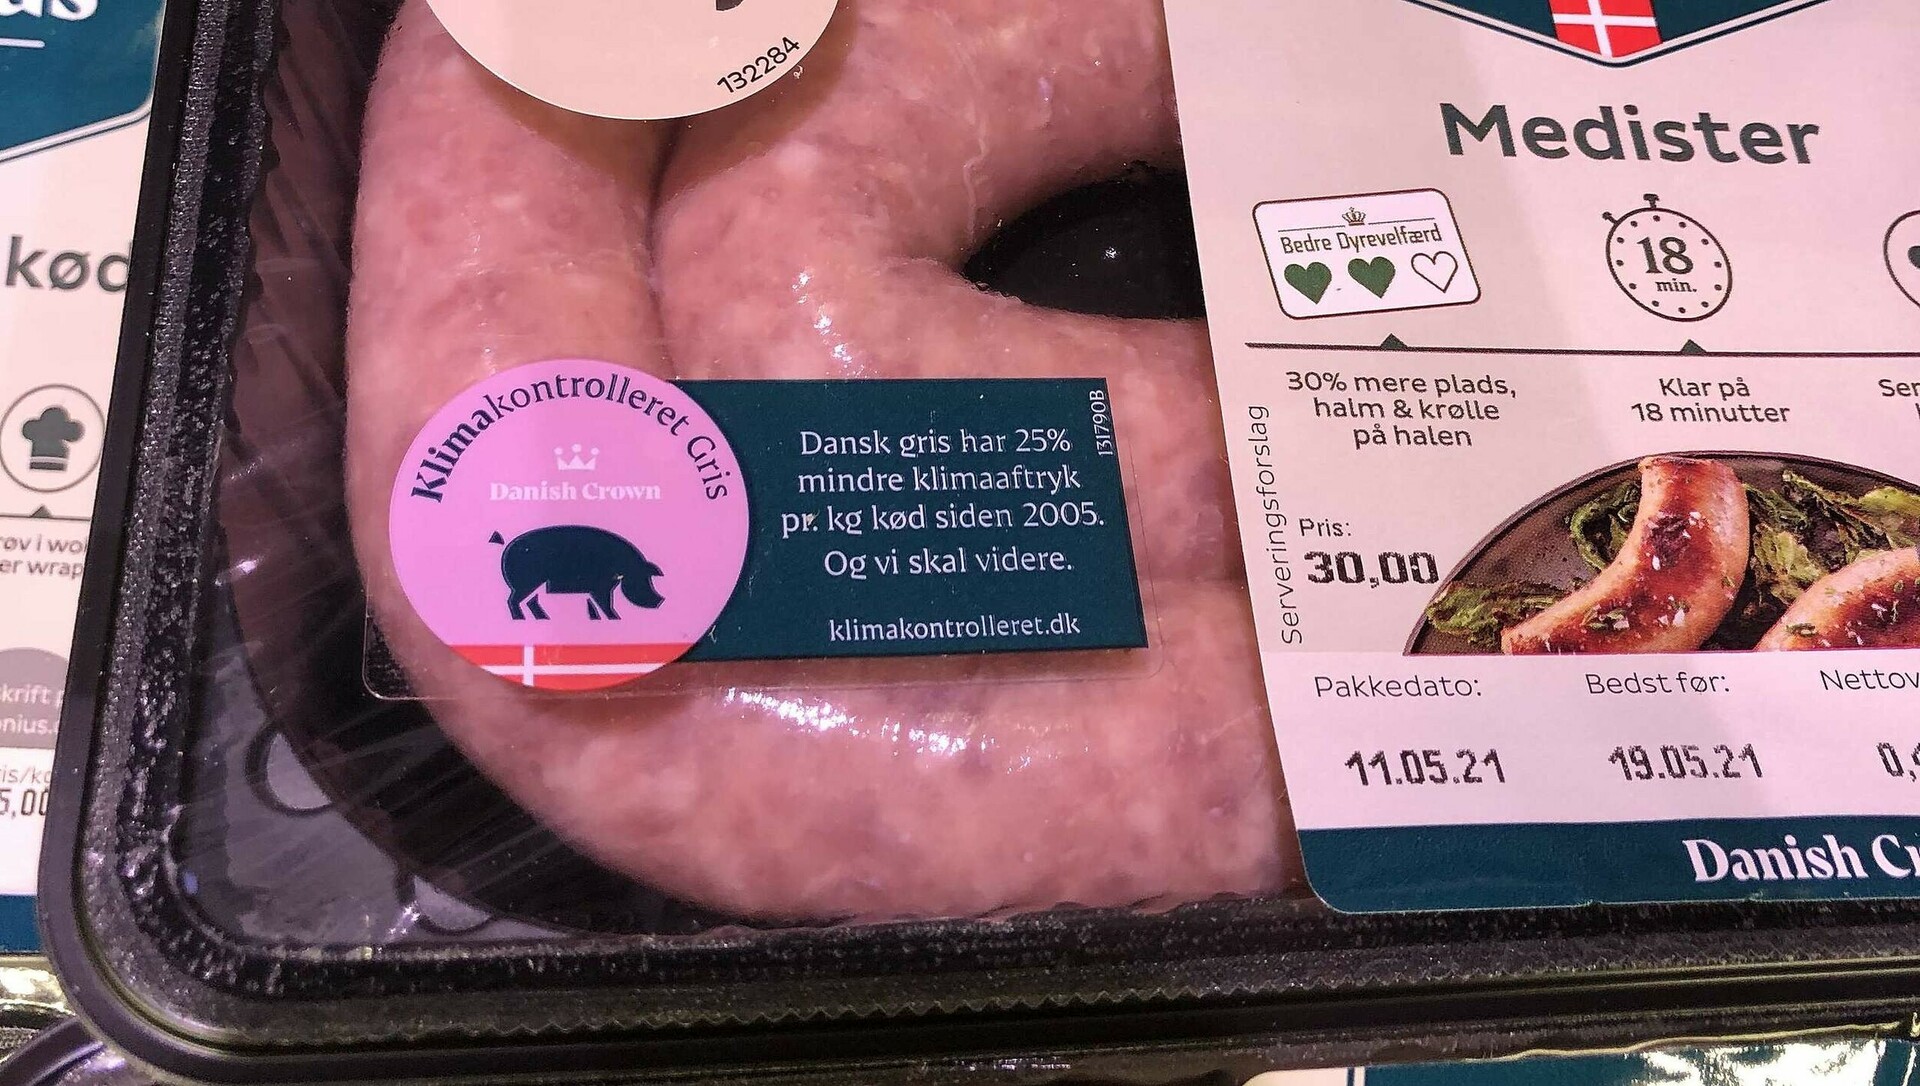 kød
132284
Klimakontrolleret Gris
Danish Crown
Dansk gris har 25%
mindre klimaaftryk
pr. kg kød siden 2005.
Og vi skal videre.
klimakontrolleret.dk
131790B
Medister
Bedre Dyrevelfærd
18
min.
30% mere plads,
halm & krølle
på halen
Klar på
18 minutter
Serveringsforslag
Pris:
30,00
Pakkedato:
Bedst før:
11.05.21
19.05.21
Danish